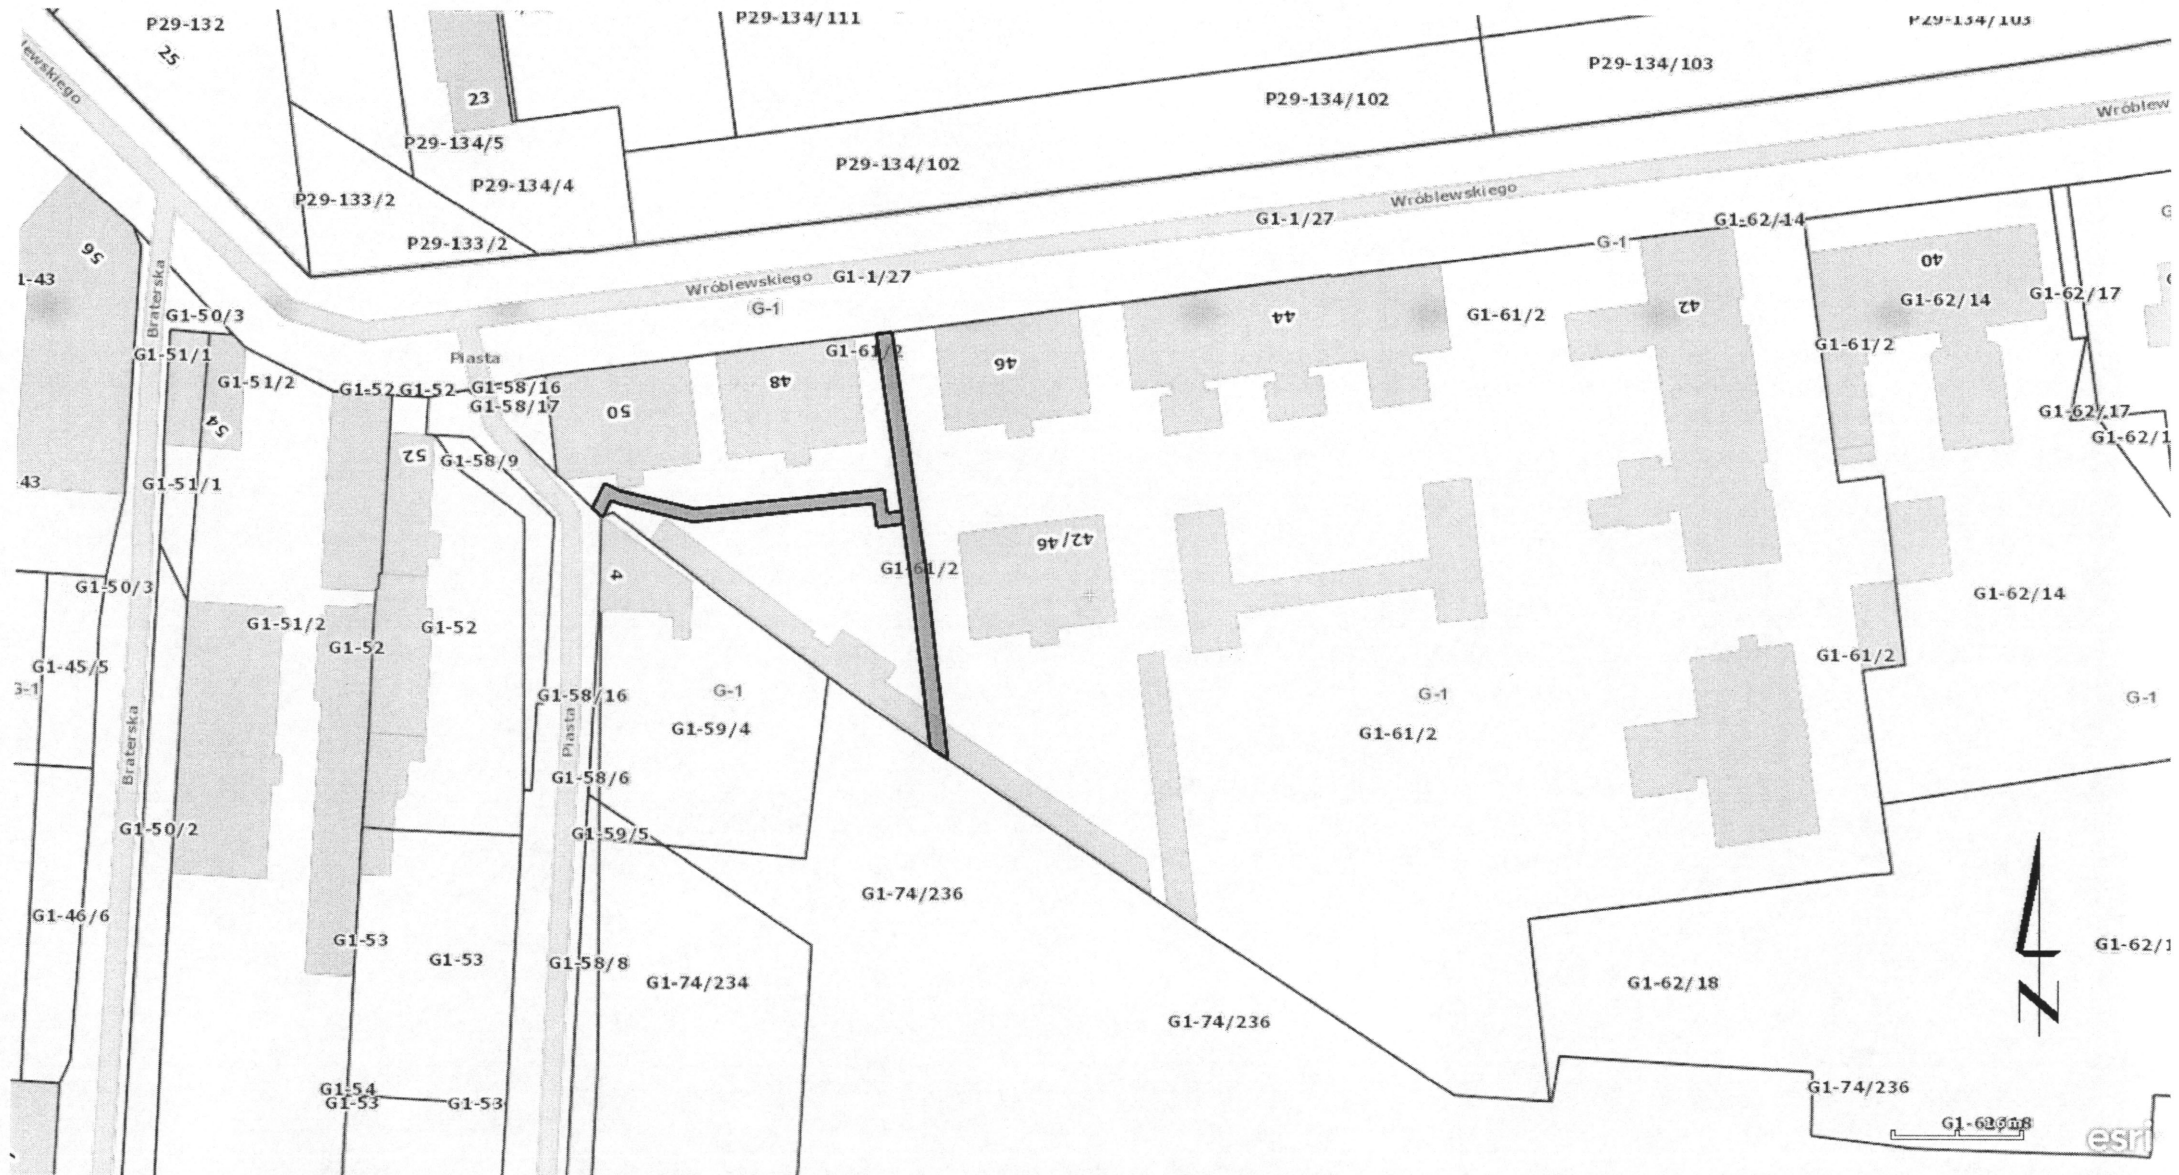 P29-132
25
23
P29-134/111
P29-134/103
P29-134/103
P29-134/102
P29-134/5
P29-134/102
P29-134/4
P29-133/2
P29-133/2
Wróblewskiego
G1-1/27
G1-62/14
G-1
56
1-43
Braterska
Wróblewskiego
G1-1/27
G-1
40
G1-62/14
G1-62/17
G1-50/3
44
G1-61/2
42
G1-51/1
Piasta
G1-61/2
46
G1-61/2
G1-51/2
G1-52
G1-52
G1-58/16
48
G1-58/17
50
G1-62/17
54
52
G1-58/9
43
G1-51/1
42/46
G1-61/2
G1-50/3
4
G1-62/14
G1-51/2
G1-52
G1-52
G1-61/2
G1-45/5
G1-58/16
G-1
G-1
G-1
Braterska
Piasta
G1-59/4
G1-61/2
G1-58/6
G1-50/2
G1-59/5
G1-74/236
G1-46/6
G1-53
G1-53
G1-58/8
G1-74/234
G1-62/18
G1-74/236
N
G1-54
G1-53
G1-53
G1-74/236
esri